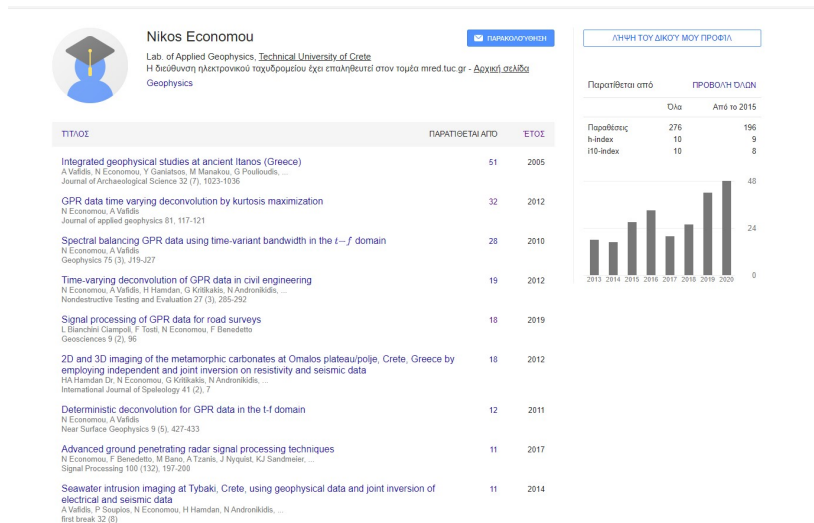 Nikos Economou
ΠΑΡΑΚΟΛΟΎΘΗΣΗ
Lab. of Applied Geophysics, Technical University of Crete
Η διεύθυνση ηλεκτρονικού ταχυδρομείου έχει επαληθευτεί στον τομέα mred.tuc.gr - Αρχική σελίδα
Geophysics
ΤΊΤΛΟΣ ΠΑΡΑΤΊΘΕΤΑΙ ΑΠΌ ΈΤΟΣ
Integrated geophysical studies at ancient Itanos (Greece) 51 2005
A Vafidis, N Economou, Y Ganiatsos, M Manakou, G Poulioudis, ...
Journal of Archaeological Science 32 (7), 1023-1036
GPR data time varying deconvolution by kurtosis maximization 32 2012
N Economou, A Vafidis
Journal of applied geophysics 81, 117-121
Spectral balancing GPR data using time-variant bandwidth in the t−f domain 28 2010
N Economou, A Vafidis
Geophysics 75 (3), J19-J27
Time-varying deconvolution of GPR data in civil engineering 19 2012
N Economou, A Vafidis, H Hamdan, G Kritikakis, N Andronikidis, ...
Nondestructive Testing and Evaluation 27 (3), 285-292
Signal processing of GPR data for road surveys 18 2019
L Bianchini Ciampoli, F Tosti, N Economou, F Benedetto
Geosciences 9 (2), 96
2D and 3D imaging of the metamorphic carbonates at Omalos plateau/polje, Crete, Greece by 18 2012
employing independent and joint inversion on resistivity and seismic data
HA Hamdan Dr, N Economou, G Kritikakis, N Andronikidis, ...
International Journal of Speleology 41 (2), 7
Deterministic deconvolution for GPR data in the t-f domain 12 2011
N Economou, A Vafidis
Near Surface Geophysics 9 (5), 427-433
Advanced ground penetrating radar signal processing techniques 11 2017
N Economou, F Benedetto, M Bano, A Tzanis, J Nyquist, KJ Sandmeier, ...
Signal Processing 100 (132), 197-200
Seawater intrusion imaging at Tybaki, Crete, using geophysical data and joint inversion of 11 2014
electrical and seismic data
A Vafidis, P Soupios, N Economou, H Hamdan, N Andronikidis, ...
first break 32 (8)
ΛΉΨΗ ΤΟΥ ΔΙΚΟΎ ΜΟΥ ΠΡΟΦΊΛ
Παρατίθεται από ΠΡΟΒΟΛΉ ΌΛΩΝ
Όλα Από το 2015
Παραθέσεις 276 196
h-index 10 9
i10-index 10 8
48
24
0
2013 2014 2015 2016 2017 2018 2019 2020